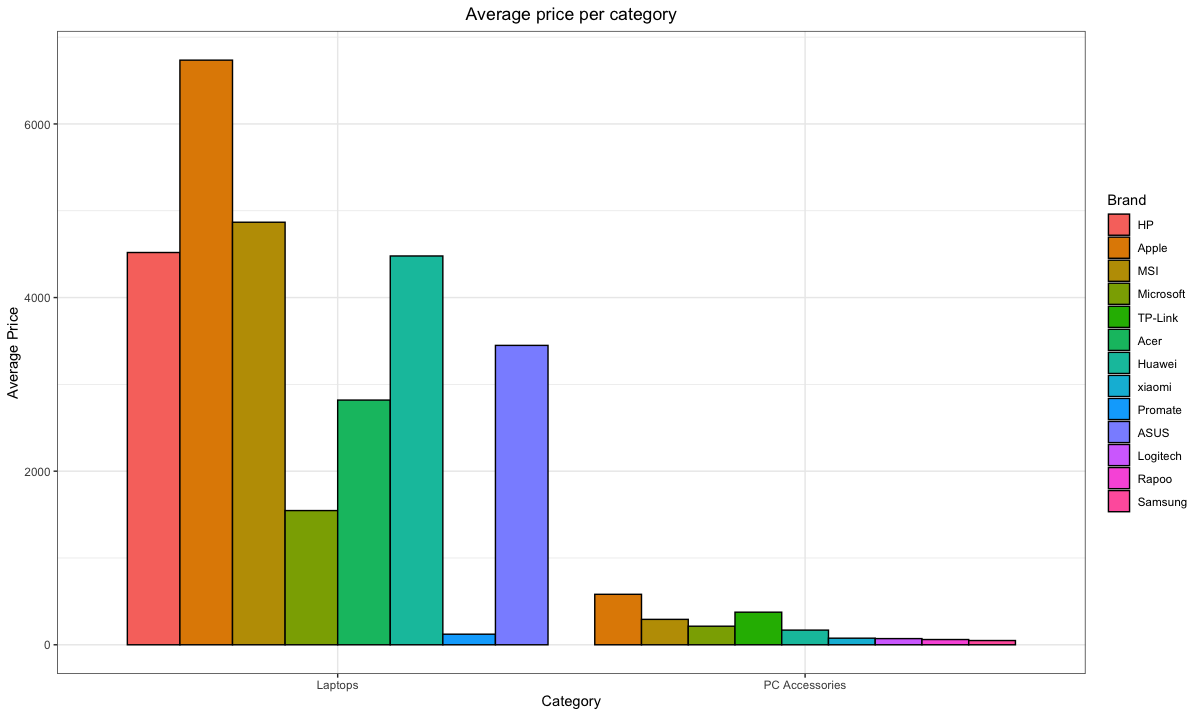 Average price per category
Average Price
6000
4000
2000
0
Laptops
PC Accessories
Category
Brand
HP
Apple
MSI
Microsoft
TP-Link
Acer
Huawei
xiaomi
Promate
ASUS
Logitech
Rapoo
Samsung